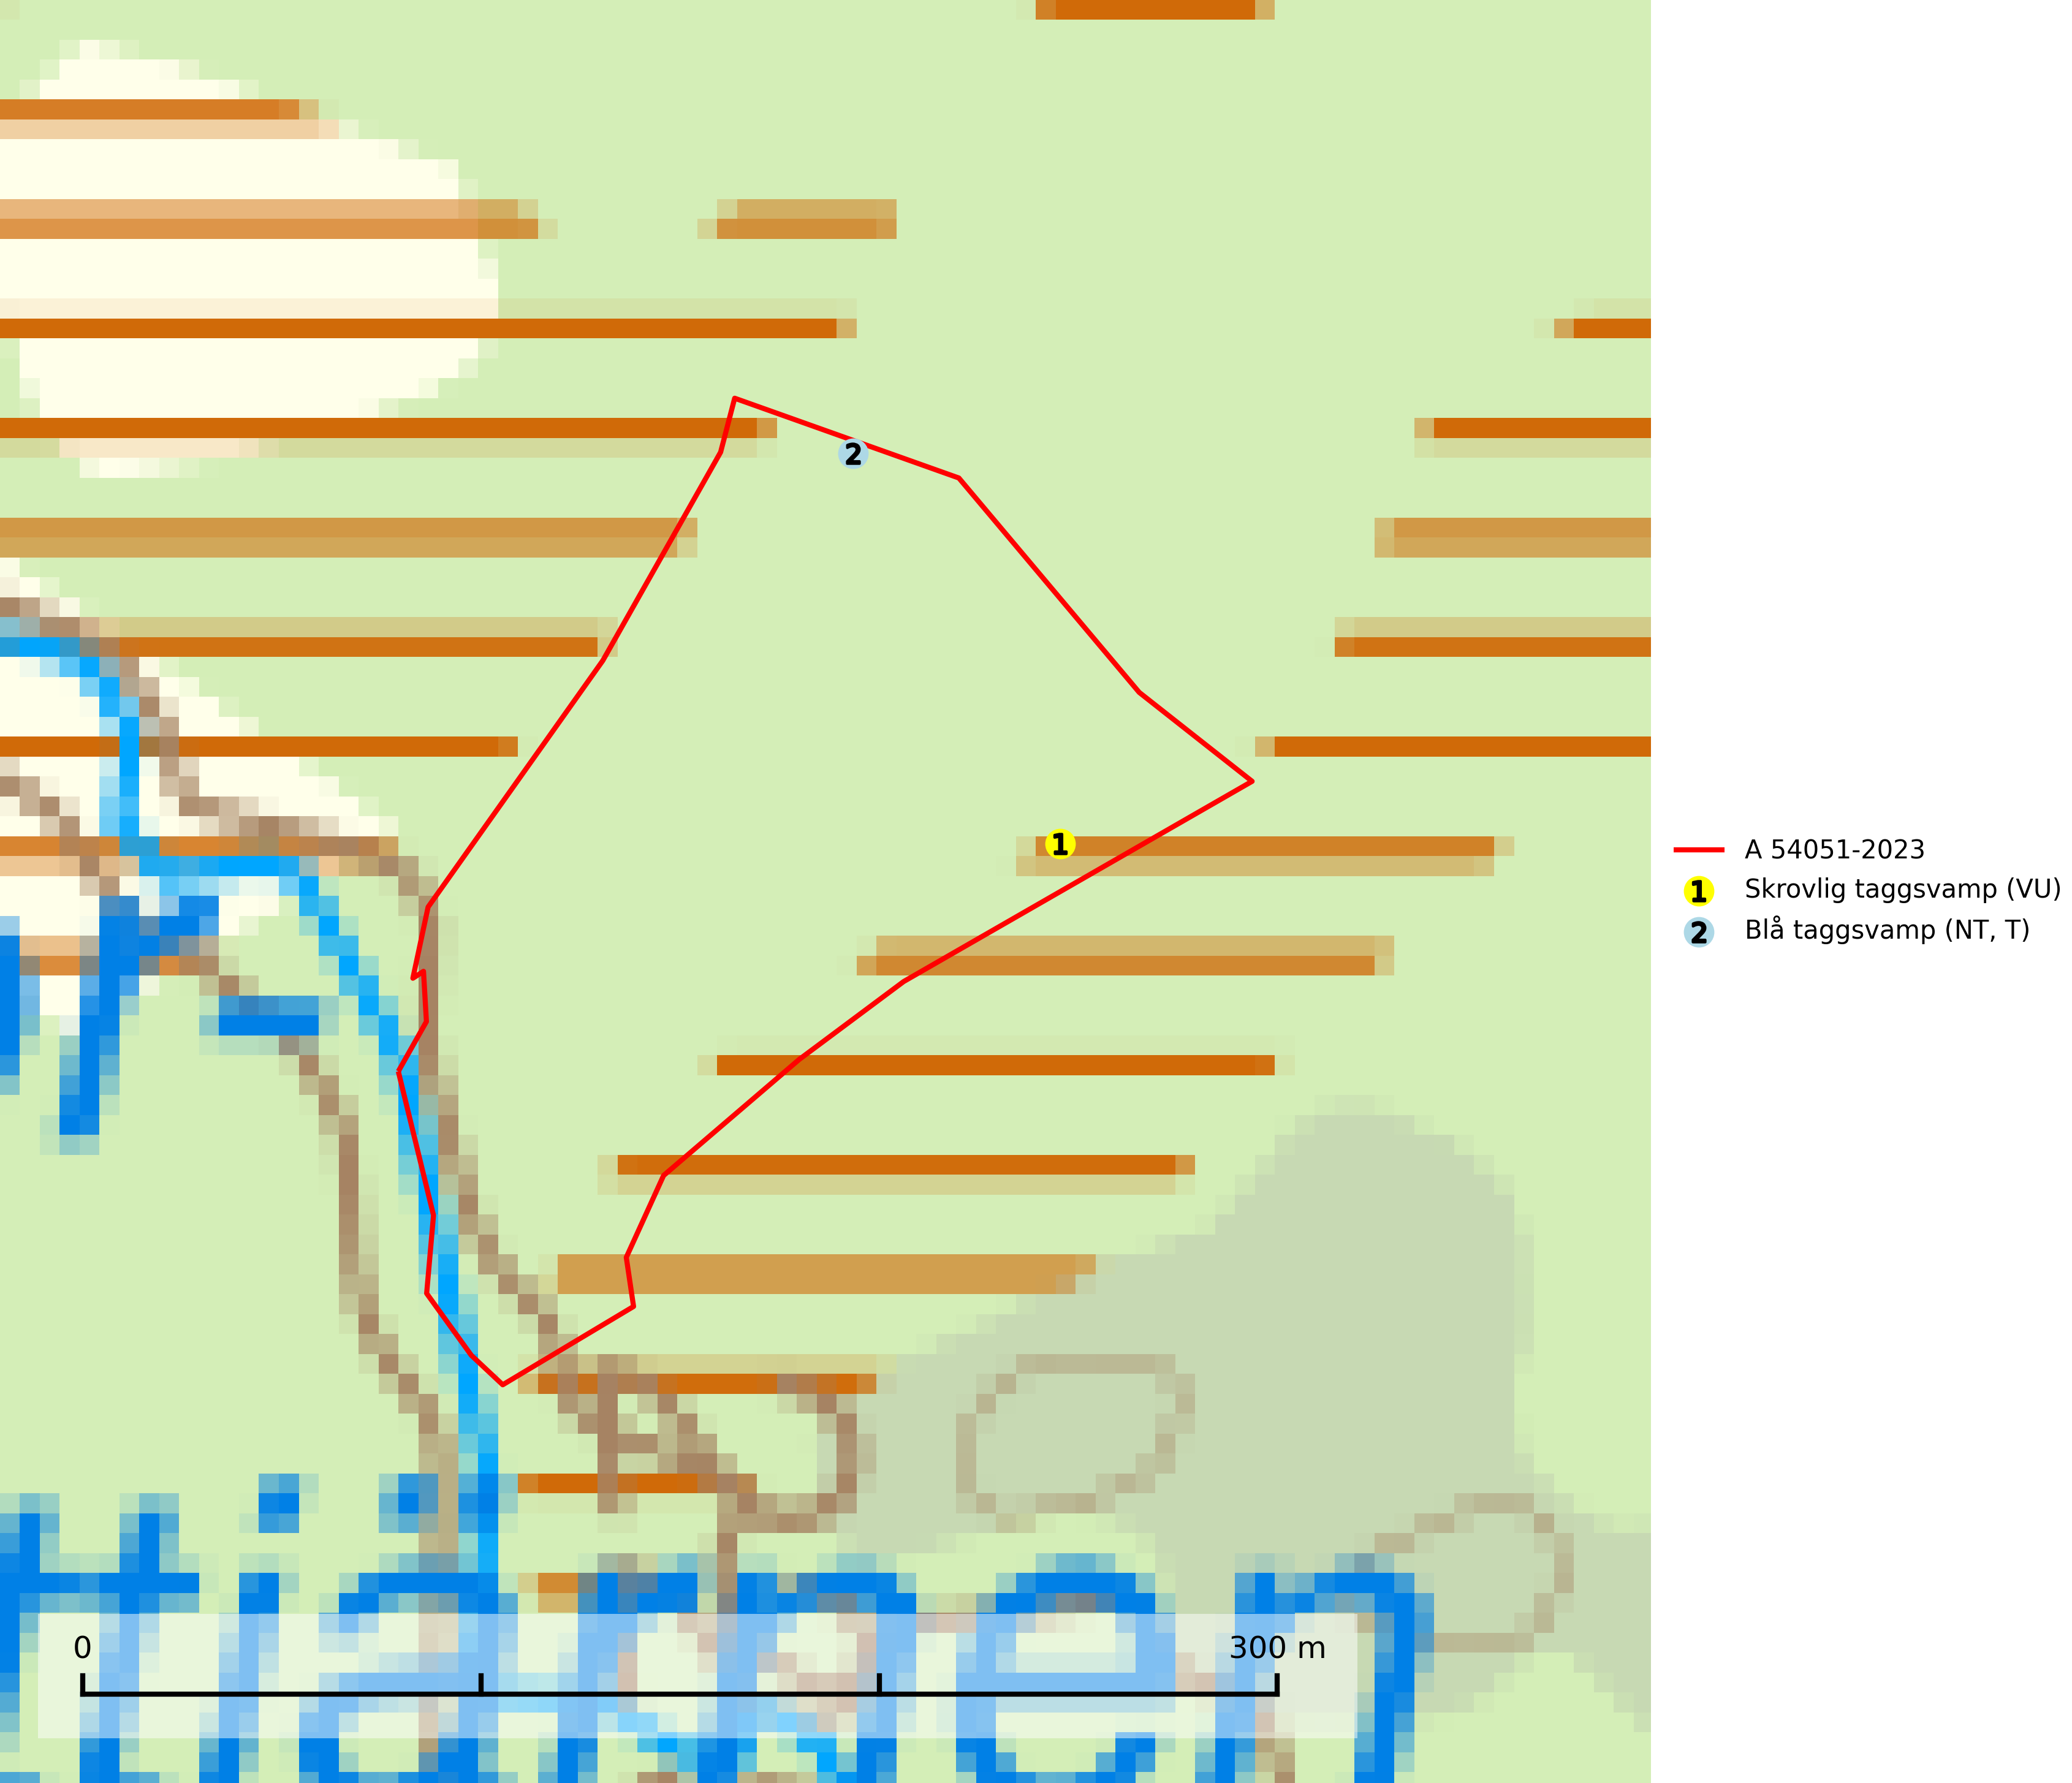 2
1
A 54051-2023
1 Skrovlig taggsvamp (VU)
2 Blå taggsvamp (NT, T)
0 300 m